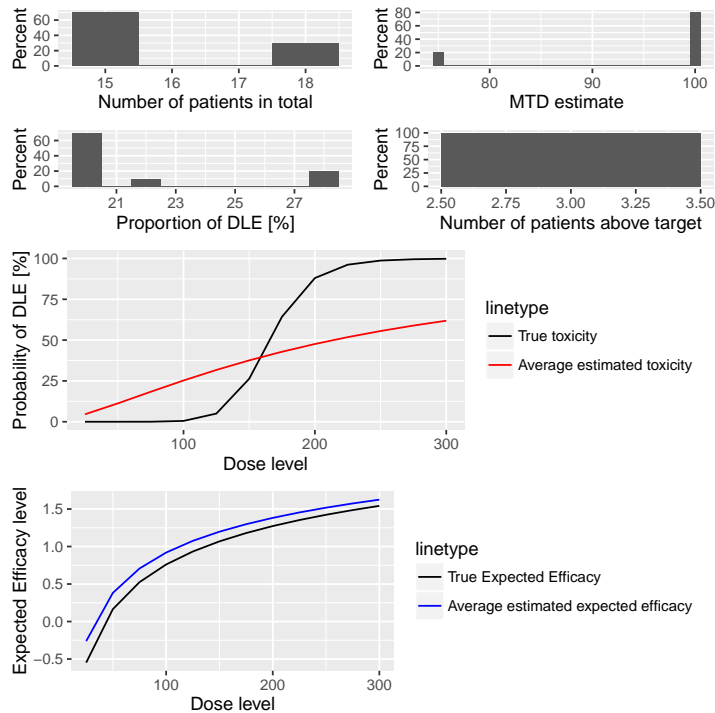 Percent
60
40
20
0
15
16
17
18
Number of patients in total
Percent
80
60
40
20
0
80
90
100
MTD estimate
Percent
60
40
20
0
21
23
25
27
Proportion of DLE [%]
Percent
100
75
50
25
0
2.50
2.75
3.00
3.25
3.50
Number of patients above target
Probability of DLE [%]
100
75
50
25
0
100
200
300
Dose level
linetype
True toxicity
Average estimated toxicity
Expected Efficacy level
1.5
1.0
0.5
0.0
−0.5
100
200
300
Dose level
linetype
True Expected Efficacy
Average estimated expected efficacy